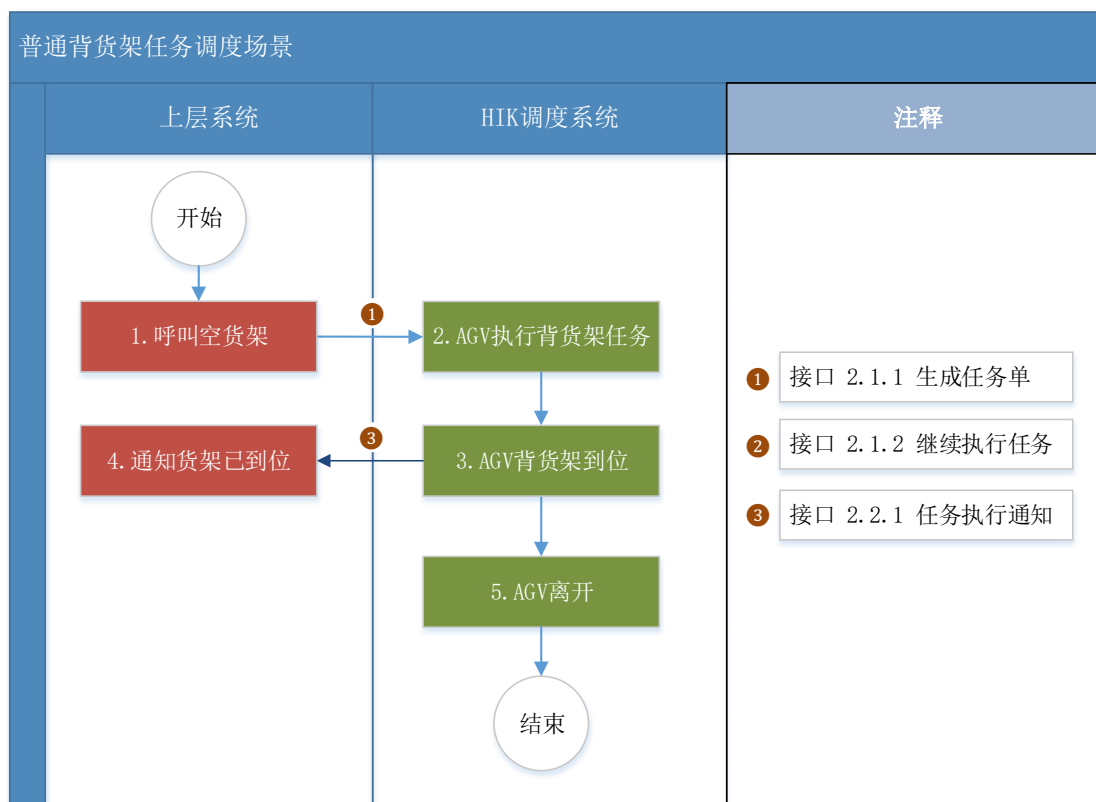 普通背货架任务调度场景
上层系统
HIK调度系统
注释
开始
1
1.呼叫空货架
2.AGV执行背货架任务
1 接口 2.1.1 生成任务单
3
4.通知货架已到位
3.AGV背货架到位
2 接口 2.1.2 继续执行任务
3 接口 2.2.1 任务执行通知
5.AGV离开
结束